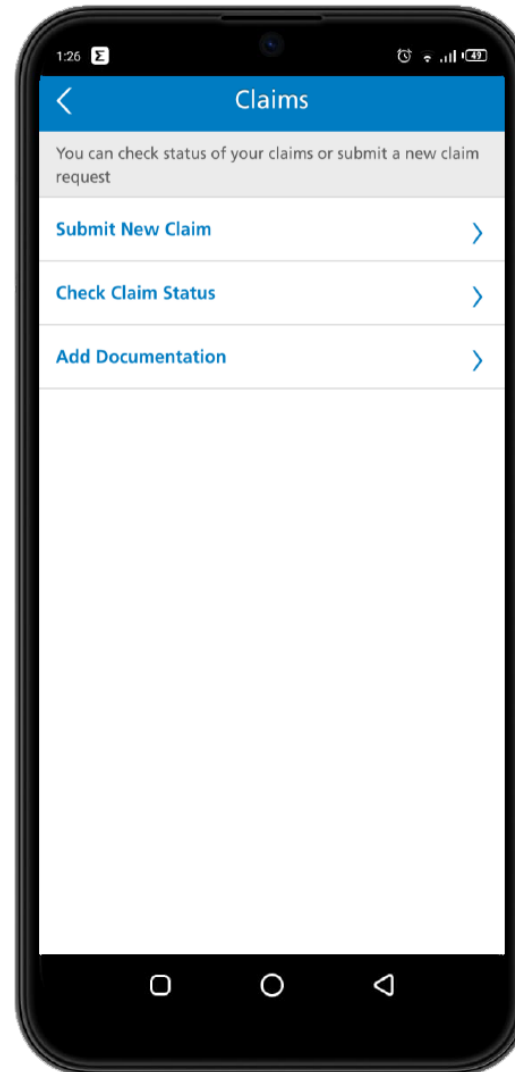 1:26 Σ 49
Claims
You can check status of your claims or submit a new claim
request
Submit New Claim
Check Claim Status
Add Documentation